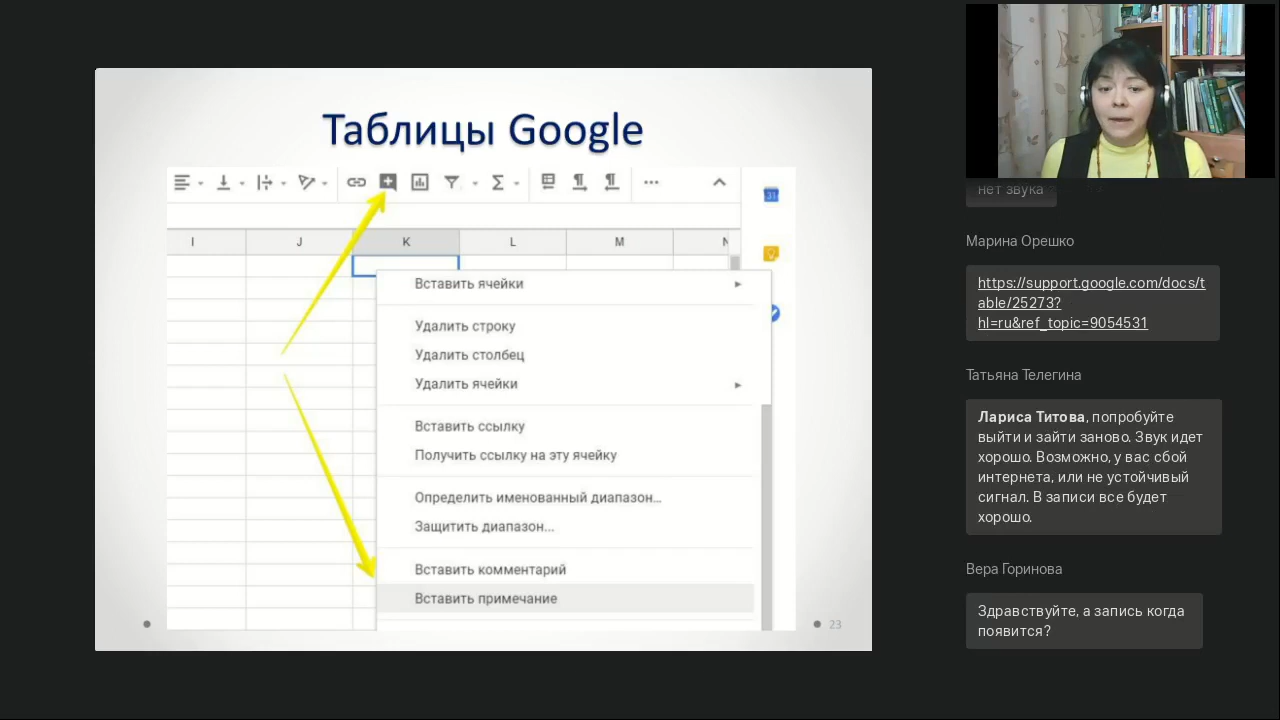 Таблицы Google
31
I J K L M N
Вставить ячейки
Удалить строку
Удалить столбец
Удалить ячейки
Вставить ссылку
Получить ссылку на эту ячейку
Определить именованный диапазон...
Защитить диапазон...
Вставить комментарий
Вставить примечание
23
нет звука
Марина Орешко
https://support.google.com/docs/t
able/25273?
hl=ru&ref_topic=9054531
Татьяна Телегина
Лариса Титова, попробуйте
выйти и зайти заново. Звук идет
хорошо. Возможно, у вас сбой
интернета, или не устойчивый
сигнал. В записи все будет
хорошо.
Вера Горинова
Здравствуйте, а запись когда
появится?